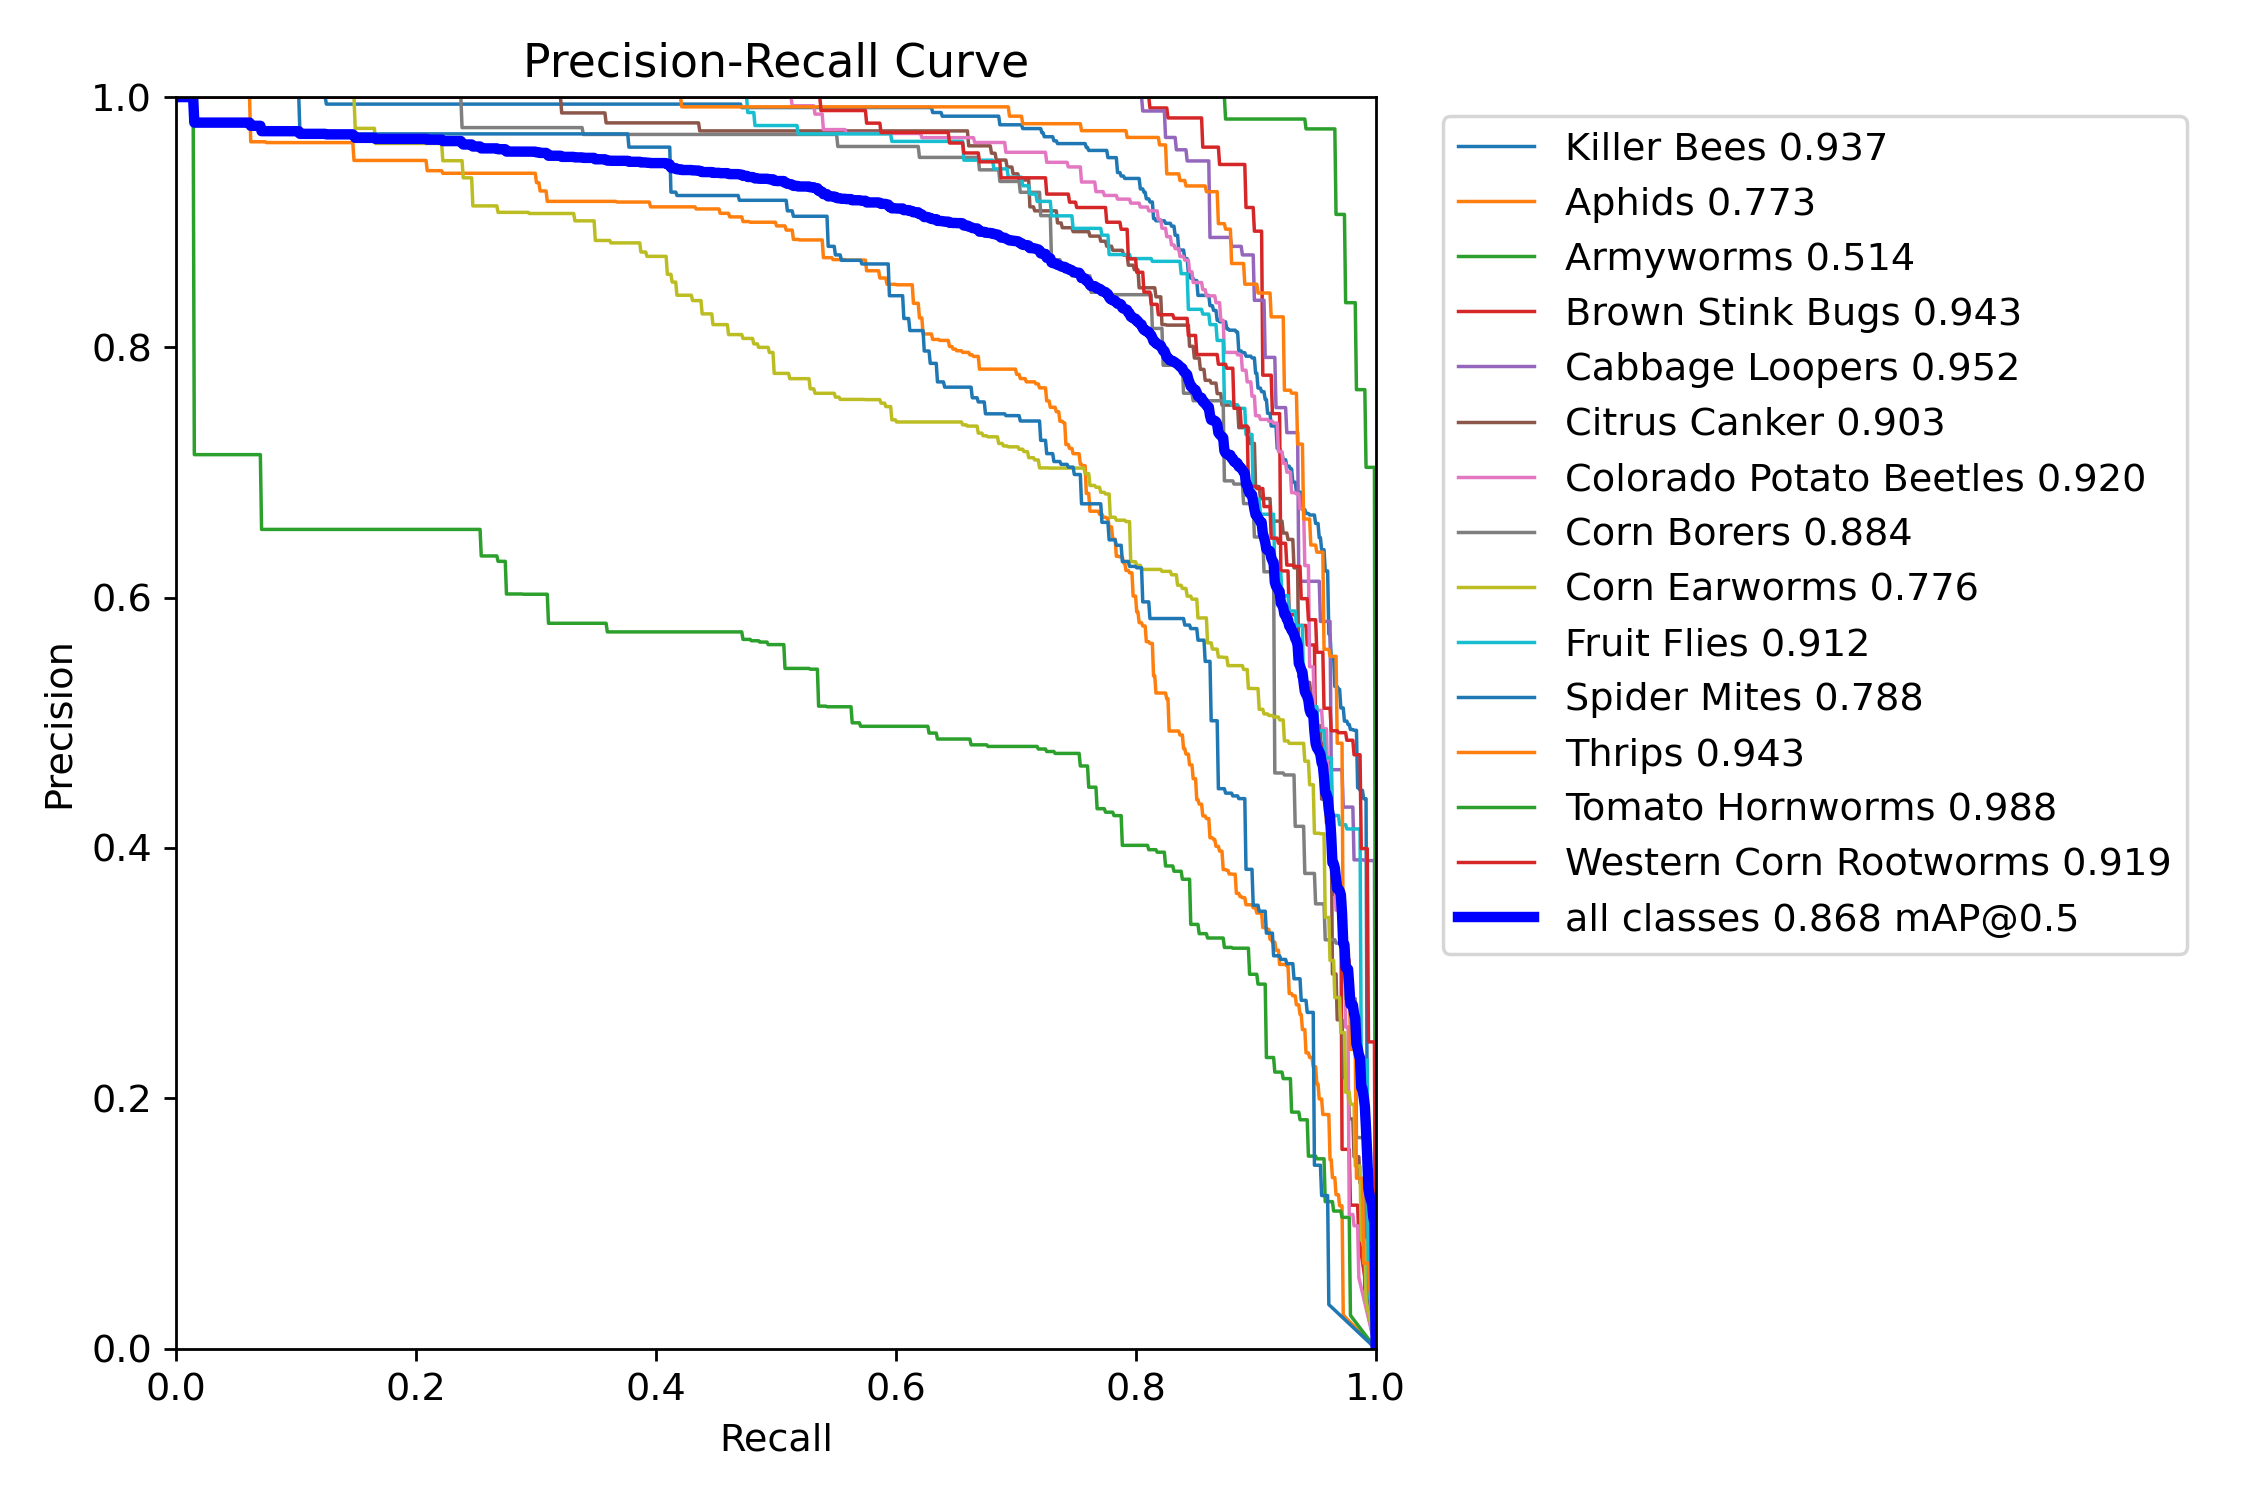 Precision-Recall Curve
1.0
0.8
0.6
0.4
0.2
0.0
Precision
0.0 0.2 0.4 0.6 0.8 1.0
Recall
Killer Bees 0.937
Aphids 0.773
Armyworms 0.514
Brown Stink Bugs 0.943
Cabbage Loopers 0.952
Citrus Canker 0.903
Colorado Potato Beetles 0.920
Corn Borers 0.884
Corn Earworms 0.776
Fruit Flies 0.912
Spider Mites 0.788
Thrips 0.943
Tomato Hornworms 0.988
Western Corn Rootworms 0.919
all classes 0.868 mAP@0.5